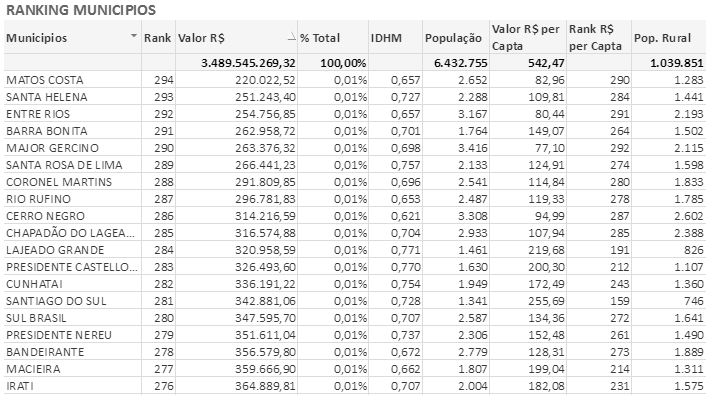 RANKING MUNICIPIOS
Municipios Rank Valor R$ % Total IDHM População Valor R$ per Capta Rank R$ per Capta Pop. Rural
3.489.545.269,32 100,00% 6.432.755 542,47 1.039.851
MATOS COSTA 294 220.022,52 0,01% 0,657 2.652 82,96 290 1.283
SANTA HELENA 293 251.243,40 0,01% 0,727 2.288 109,81 284 1.441
ENTRE RIOS 292 254.756,85 0,01% 0,657 3.167 80,44 291 2.193
BARRA BONITA 291 262.958,72 0,01% 0,701 1.764 149,07 264 1.502
MAJOR GERCINO 290 263.376,32 0,01% 0,698 3.416 77,10 292 2.115
SANTA ROSA DE LIMA 289 266.441,23 0,01% 0,757 2.133 124,91 274 1.598
CORONEL MARTINS 288 291.809,85 0,01% 0,696 2.541 114,84 280 1.833
RIO RUFINO 287 296.781,83 0,01% 0,653 2.487 119,33 278 1.785
CERRO NEGRO 286 314.216,59 0,01% 0,621 3.308 94,99 287 2.602
CHAPADÃO DO LAGEA... 285 316.574,88 0,01% 0,704 2.933 107,94 285 2.388
LAJEADO GRANDE 284 320.958,59 0,01% 0,771 1.461 219,68 191 826
PRESIDENTE CASTELLO... 283 326.493,60 0,01% 0,770 1.630 200,30 212 1.107
CUNHATAI 282 336.191,22 0,01% 0,754 1.949 172,49 243 1.360
SANTIAGO DO SUL 281 342.881,06 0,01% 0,728 1.341 255,69 159 746
SUL BRASIL 280 347.595,70 0,01% 0,707 2.587 134,36 272 1.641
PRESIDENTE NEREU 279 351.611,04 0,01% 0,737 2.306 152,48 261 1.490
BANDEIRANTE 278 356.579,80 0,01% 0,672 2.779 128,31 273 1.889
MACIEIRA 277 359.666,90 0,01% 0,662 1.807 199,04 214 1.311
IRATI 276 364.889,81 0,01% 0,707 2.004 182,08 231 1.575